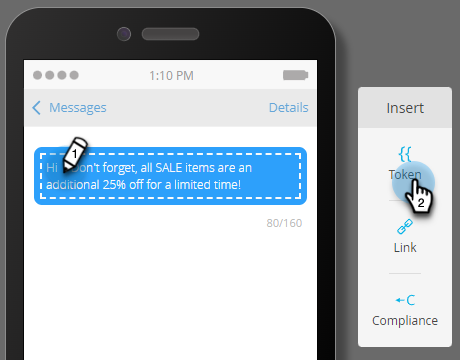 1:10 PM
Messages
Details
Hi
1
Don't forget, all SALE items are an
additional 25% off for a limited time!
80/160
Insert
{{
Token
2
Link
C
Compliance